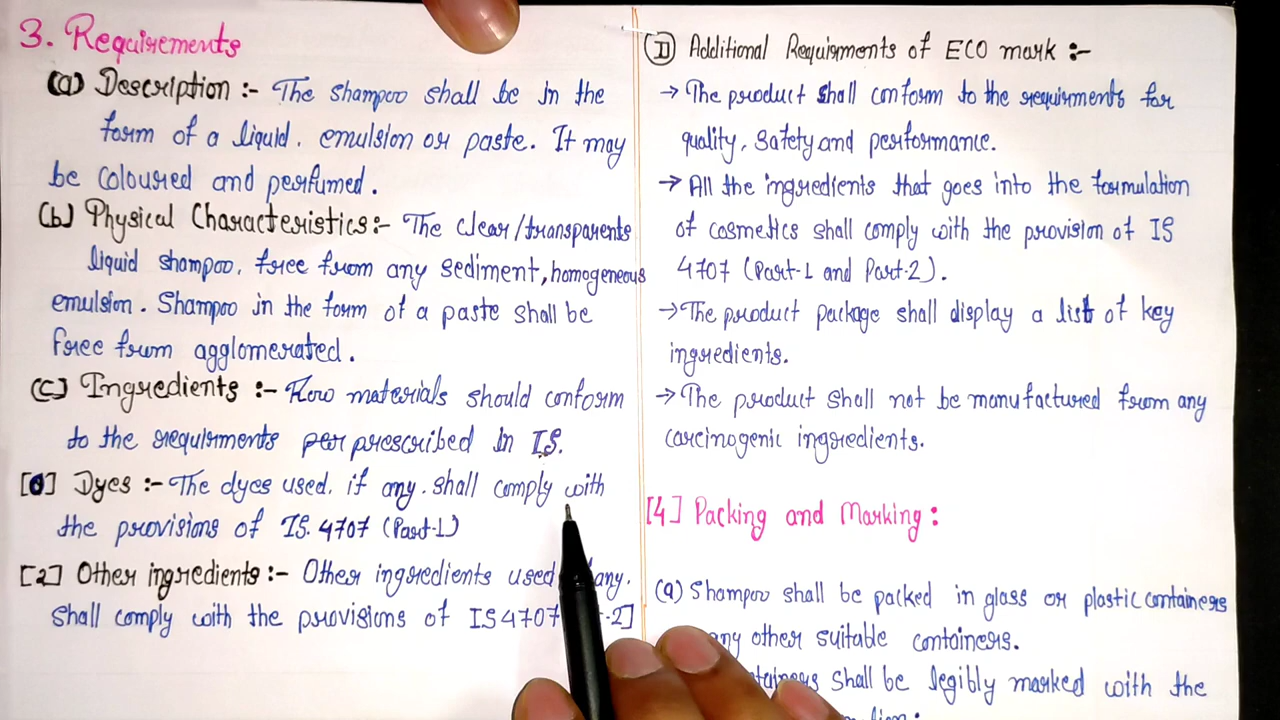 3. Requirements
(a) Description :- The shampoo shall be in the
form of a liquid, emulsion or paste. It may
be coloured and perfumed.
(b) Physical Characteristics:- The clear/transparents
liquid shampoo, free from any sediment, homogeneous
emulsion. Shampoo in the form of a paste shall be
free from agglomerated.
(C) Ingredients :- Raw materials should conform
to the requirments per prescribed in IS.
Dyes :- The dyes used, if any, shall comply with
the provisions of IS. 4707 (Part-1)
[2] Other ingredients :- Other ingredients used any.
shall comply with the provisions of IS 4707 -2]
(D) Additional Requirments of ECO mark :-
→ The product shall conform to the requirments for
quality, safety and performance.
→ All the ingredients that goes into the formulation
of cosmetics shall comply with the provision of IS
4707 (Part-1 and Part-2).
→ The product package shall display a list of key
ingredients.
→ The product shall not be manufactured from any
carcinogenic ingredients.
[4] Packing and Marking:
(a) Shampoo shall be packed in glass or plastic containers
any other suitable containers.
shall be legibly marked with the